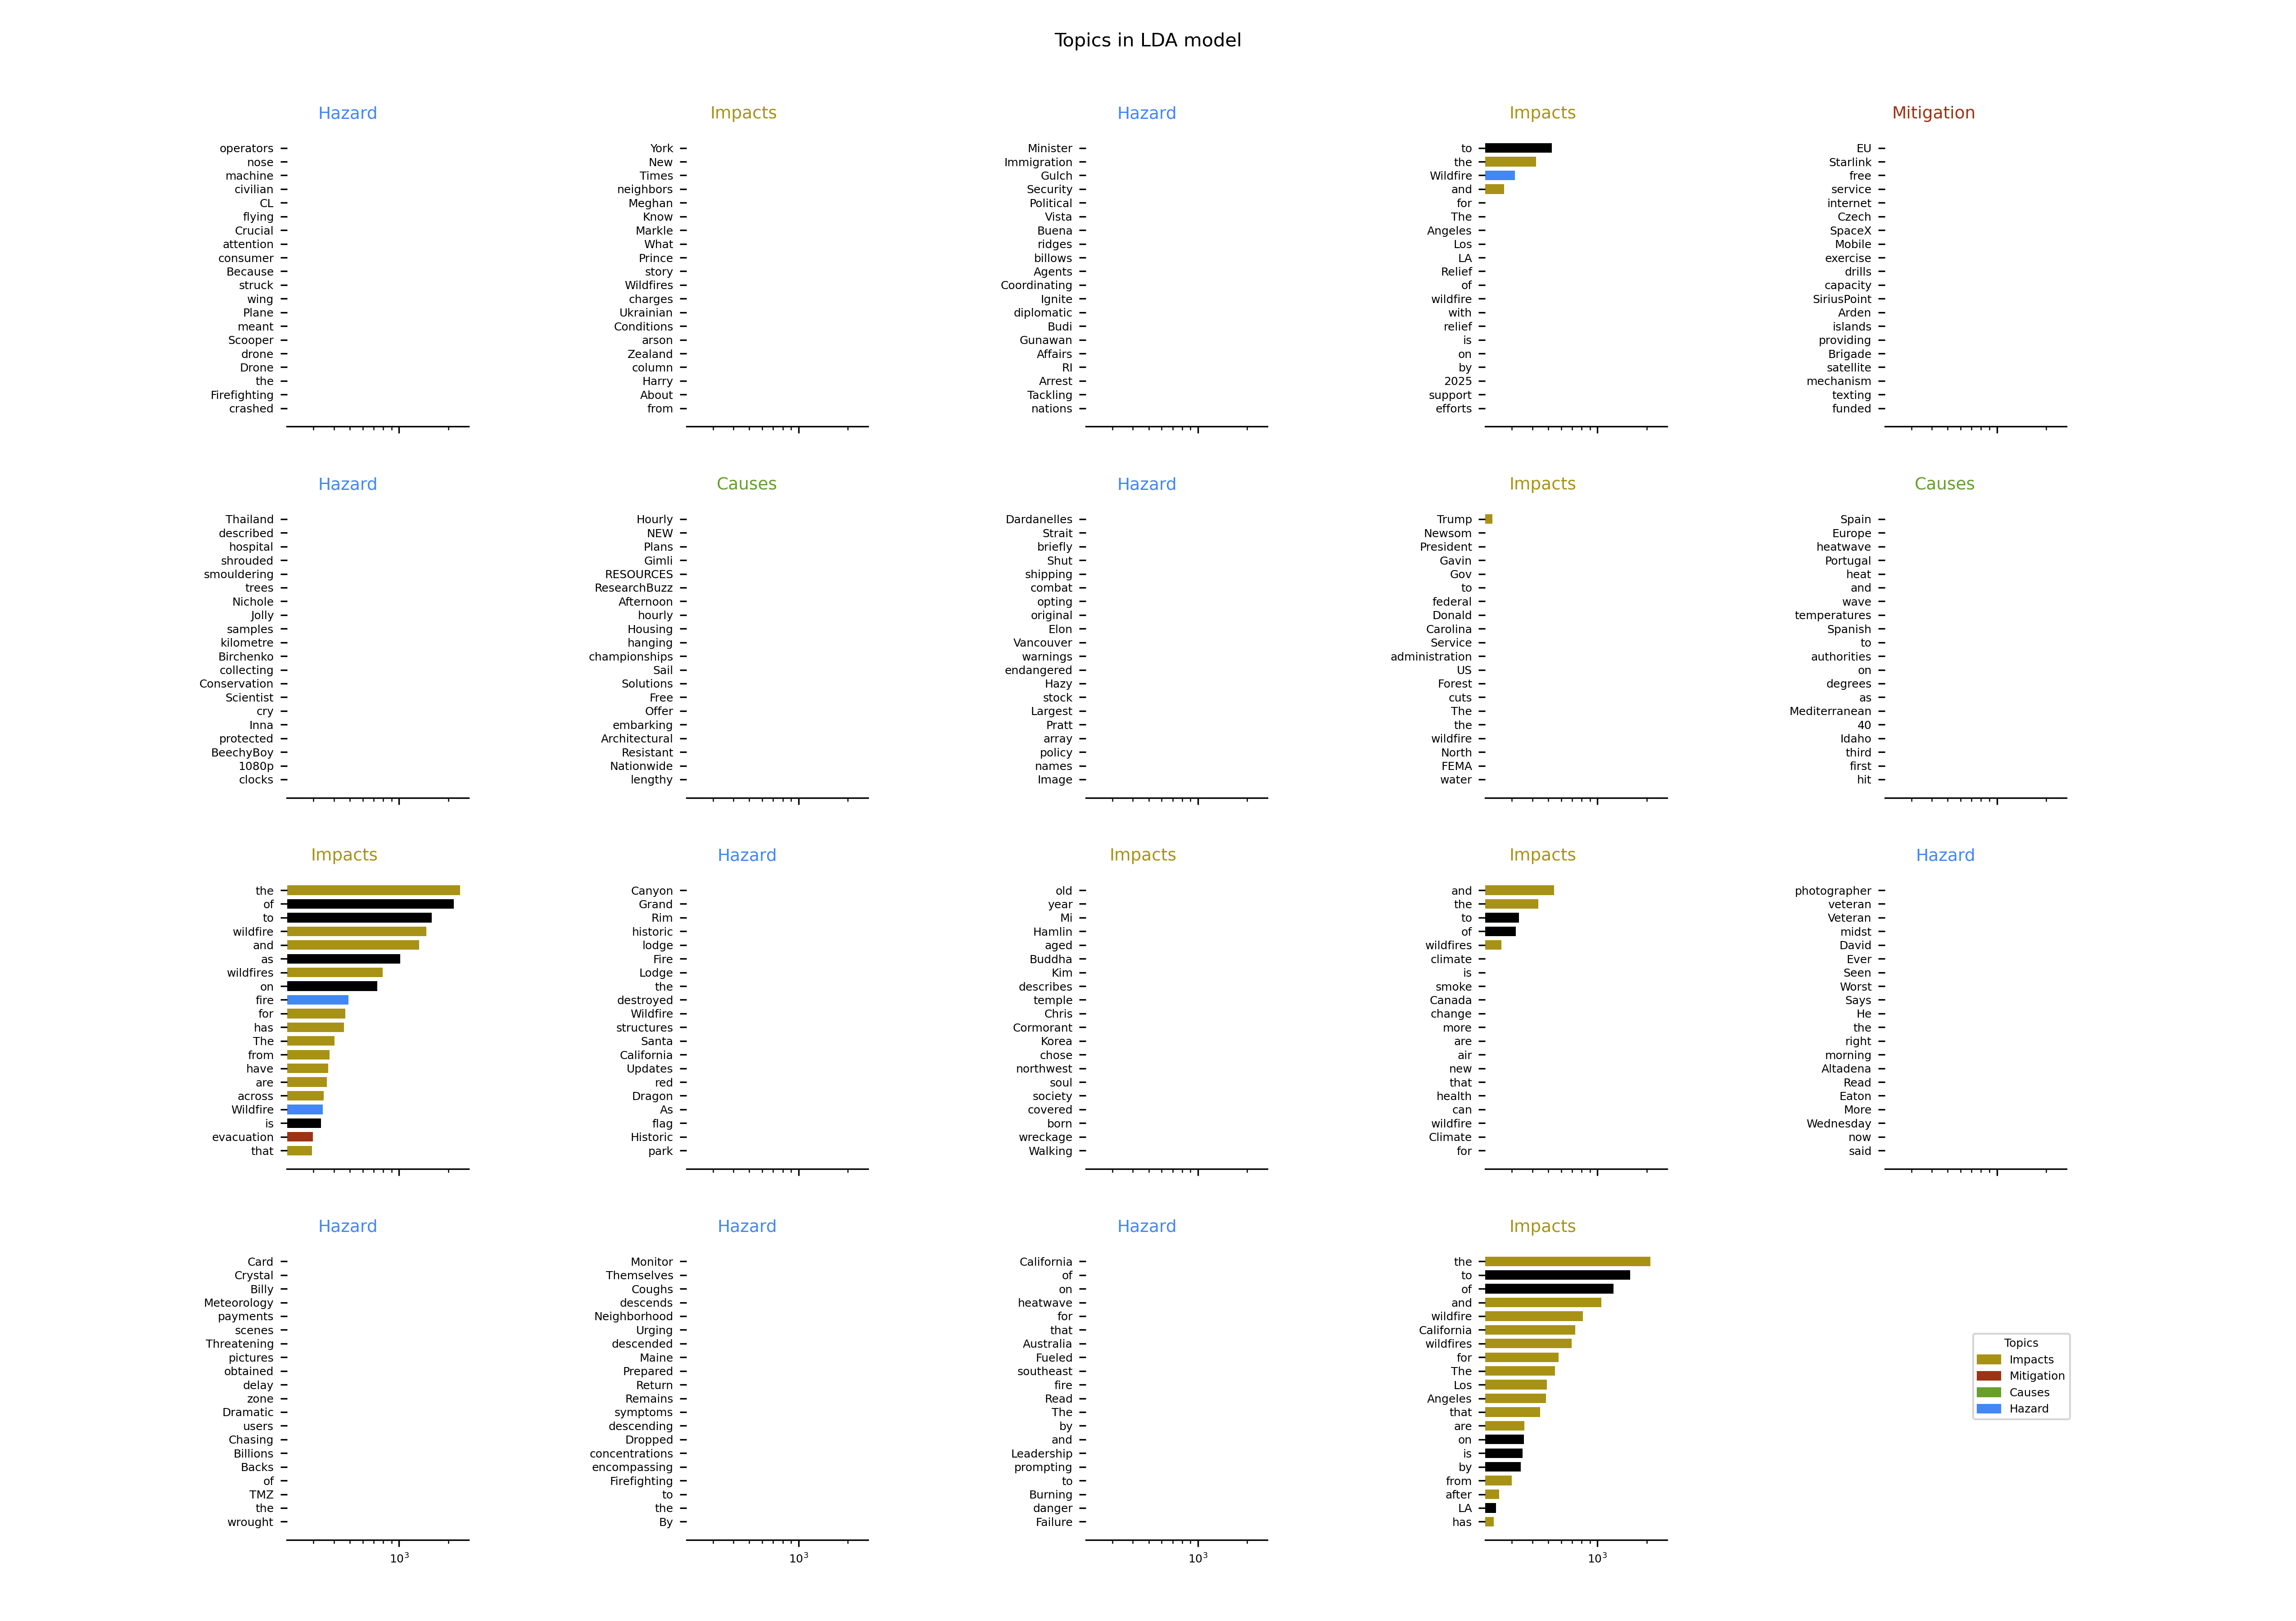 Topics in LDA model
Hazard
operators
nose
machine
civilian
CL
flying
Crucial
attention
consumer
Because
struck
wing
Plane
meant
Scooper
drone
Drone
the
Firefighting
crashed
Impacts
York
New
Times
neighbors
Meghan
Know
Markle
What
Prince
story
Wildfires
charges
Ukrainian
Conditions
arson
Zealand
column
Harry
About
from
Hazard
Minister
Immigration
Gulch
Security
Political
Vista
Buena
ridges
billows
Agents
Coordinating
Ignite
diplomatic
Budi
Gunawan
Affairs
RI
Arrest
Tackling
nations
Impacts
to
the
Wildfire
and
for
The
Angeles
Los
LA
Relief
of
wildfire
with
relief
is
on
by
2025
support
efforts
Mitigation
EU
Starlink
free
service
internet
Czech
SpaceX
Mobile
exercise
drills
capacity
SiriusPoint
Arden
islands
providing
Brigade
satellite
mechanism
texting
funded
Hazard
Thailand
described
hospital
shrouded
smouldering
trees
Nichole
Jolly
samples
kilometre
Birchenko
collecting
Conservation
Scientist
cry
Inna
protected
BeechyBoy
1080p
clocks
Causes
Hourly
NEW
Plans
Gimli
RESOURCES
ResearchBuzz
Afternoon
hourly
Housing
hanging
championships
Sail
Solutions
Free
Offer
embarking
Architectural
Resistant
Nationwide
lengthy
Hazard
Dardanelles
Strait
briefly
Shut
shipping
combat
opting
original
Elon
Vancouver
warnings
endangered
Hazy
stock
Largest
Pratt
array
policy
names
Image
Impacts
Trump
Newsom
President
Gavin
Gov
to
federal
Donald
Carolina
Service
administration
US
Forest
cuts
The
the
wildfire
North
FEMA
water
Causes
Spain
Europe
heatwave
Portugal
heat
and
wave
temperatures
Spanish
to
authorities
on
degrees
as
Mediterranean
40
Idaho
third
first
hit
Impacts
the
of
to
wildfire
and
as
wildfires
on
fire
for
has
The
from
have
are
across
Wildfire
is
evacuation
that
Hazard
Canyon
Grand
Rim
historic
lodge
Fire
Lodge
the
destroyed
Wildfire
structures
Santa
California
Updates
red
Dragon
As
flag
Historic
park
Impacts
old
year
Mi
Hamlin
aged
Buddha
Kim
describes
temple
Chris
Cormorant
Korea
chose
northwest
soul
society
covered
born
wreckage
Walking
Impacts
and
the
to
of
wildfires
climate
is
smoke
Canada
change
more
are
air
new
that
health
can
wildfire
Climate
for
Hazard
photographer
veteran
Veteran
midst
David
Ever
Seen
Worst
Says
He
the
right
morning
Altadena
Read
Eaton
More
Wednesday
now
said
Hazard
Card
Crystal
Billy
Meteorology
payments
scenes
Threatening
pictures
obtained
delay
zone
Dramatic
users
Chasing
Billions
Backs
of
TMZ
the
wrought
10³
Hazard
Monitor
Themselves
Coughs
descends
Neighborhood
Urging
descended
Maine
Prepared
Return
Remains
symptoms
descending
Dropped
concentrations
encompassing
Firefighting
to
the
By
10³
Hazard
California
of
on
heatwave
for
that
Australia
Fueled
southeast
fire
Read
The
by
and
Leadership
prompting
to
Burning
danger
Failure
10³
Impacts
the
to
of
and
wildfire
California
wildfires
for
The
Los
Angeles
that
are
on
is
by
from
after
LA
has
10³
Topics
Impacts
Mitigation
Causes
Hazard